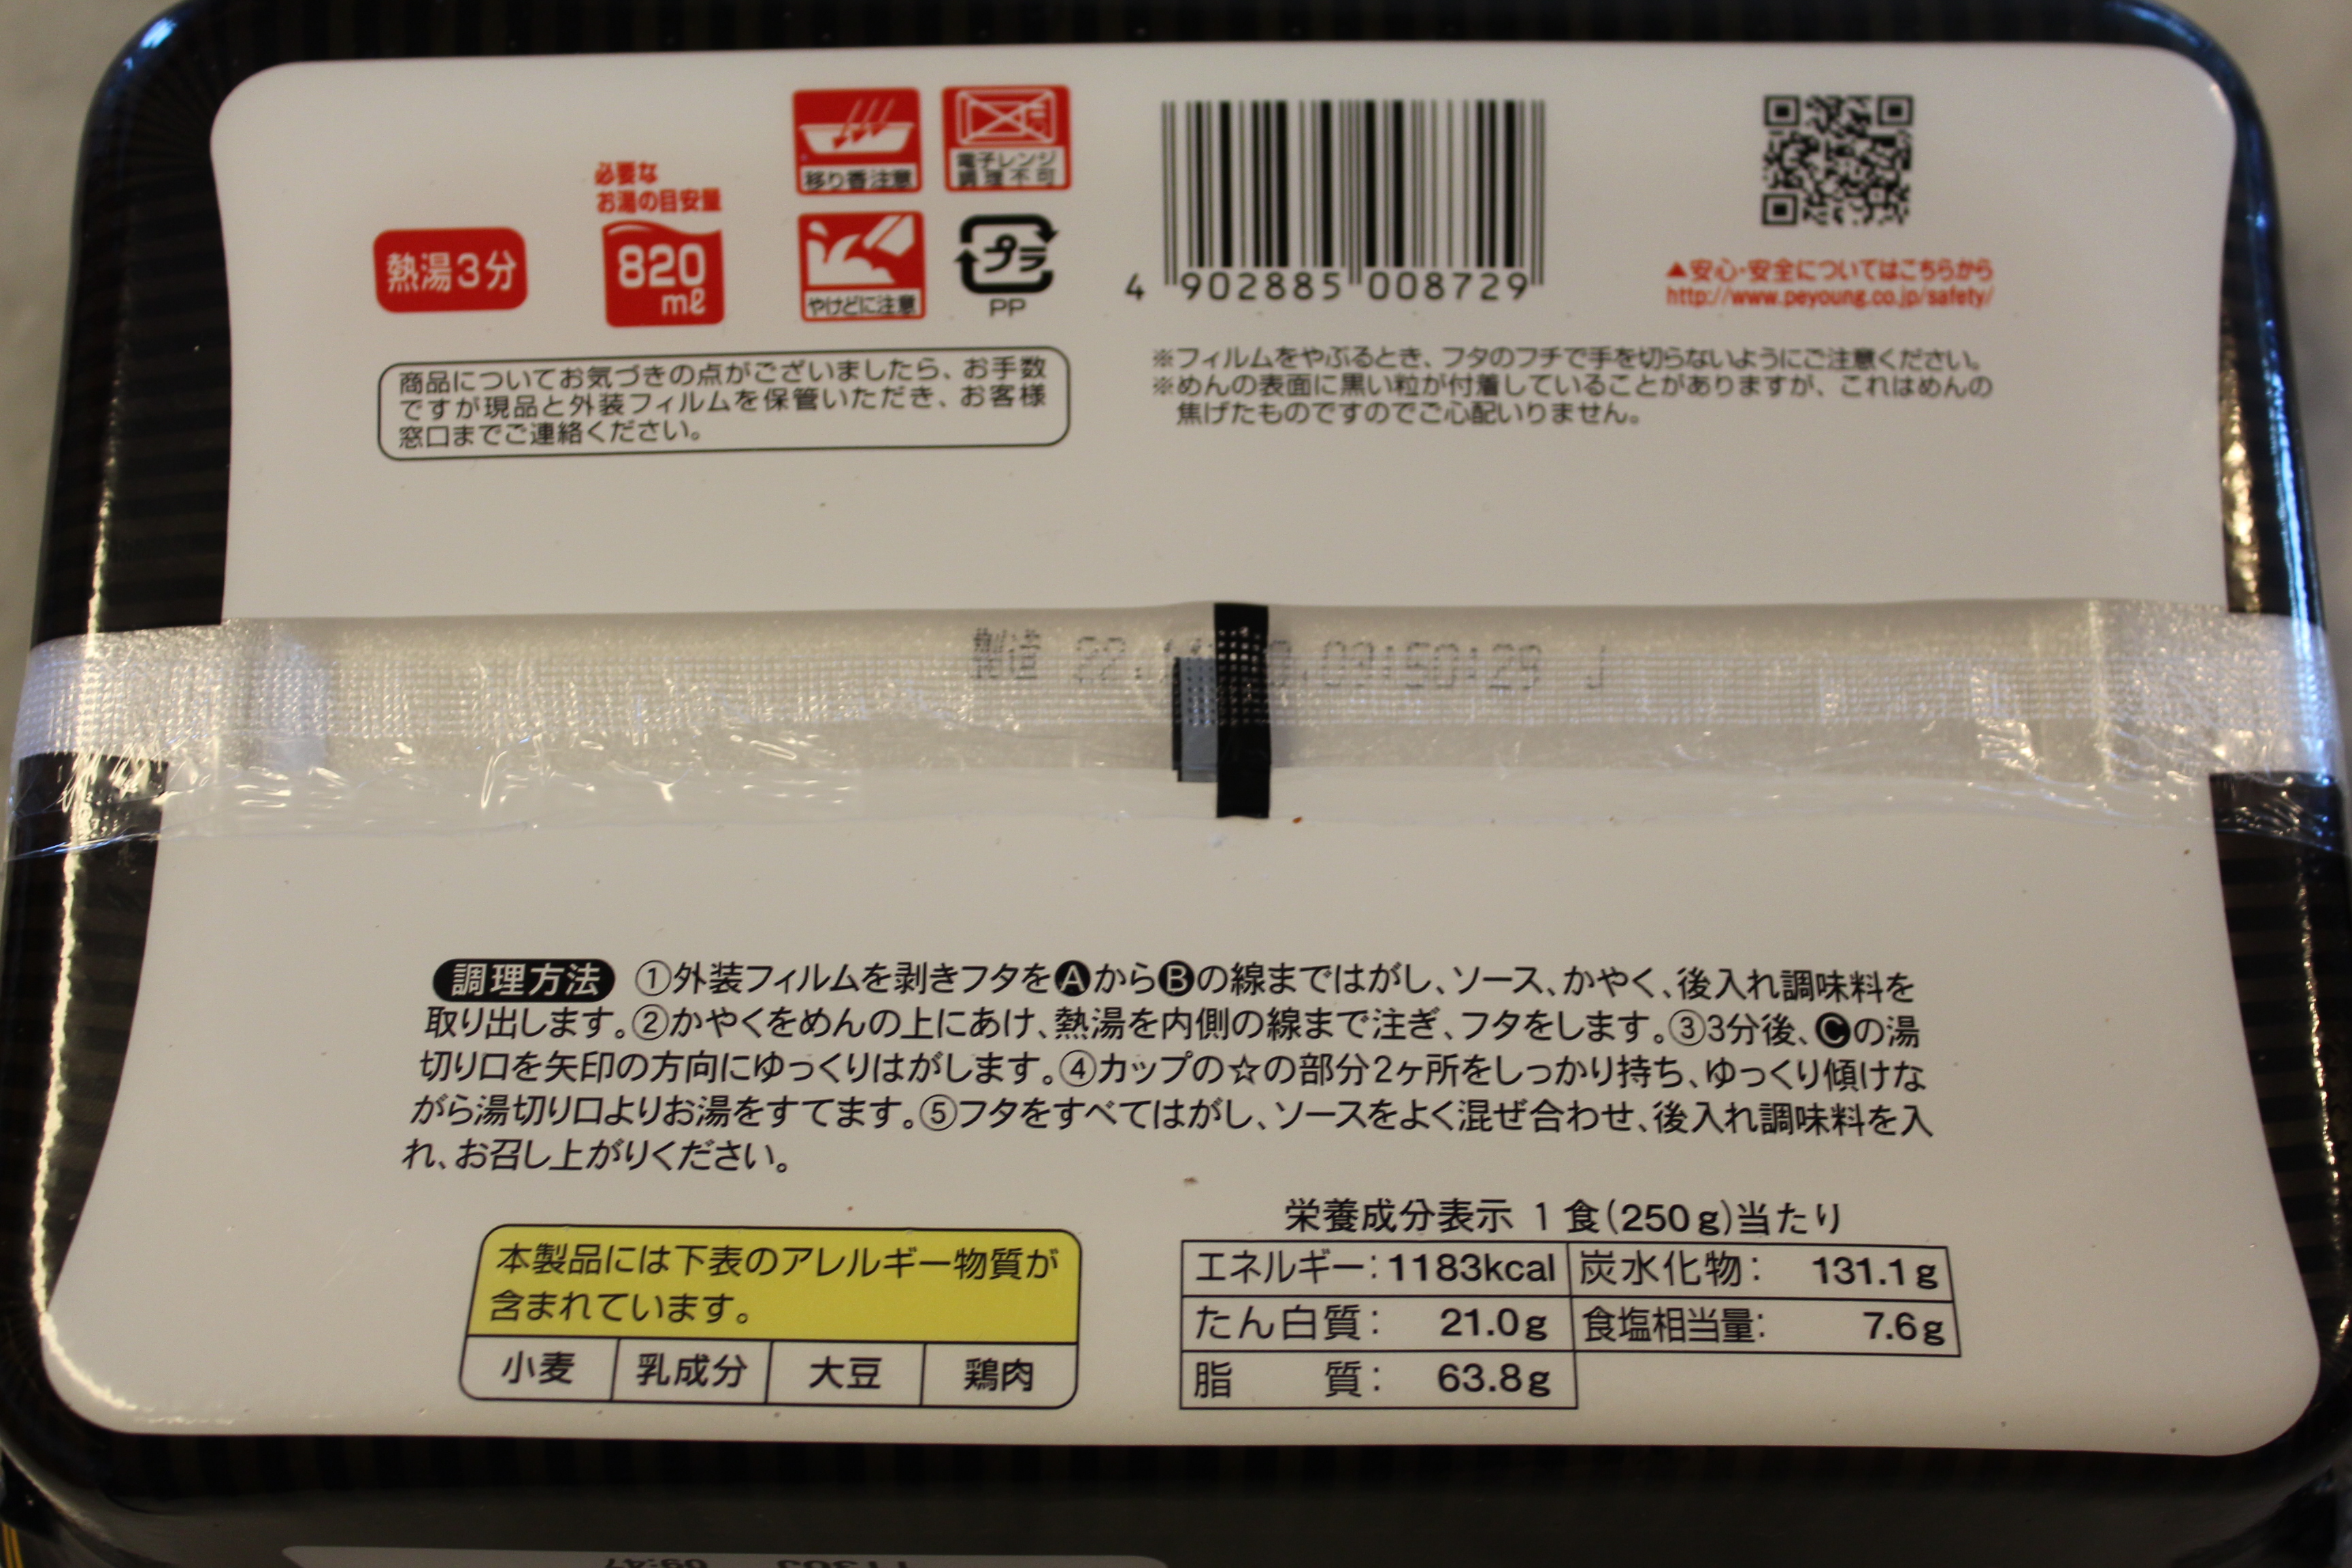 移り香注意
電子レンジ
調理不可
必要な
お湯の目安量
熱湯3分
820
mℓ
やけどに注意
プラ
PP
4 902885 008729
▲安心・安全についてはこちらから
http://www.peyoung.co.jp/safety/
商品についてお気づきの点がございましたら、お手数
ですが現品と外装フィルムを保管いただき、お客様
窓口までご連絡ください。
※フィルムをやぶるとき、フタのフチで手を切らないようにご注意ください。
※めんの表面に黒い粒が付着していることがありますが、これはめんの
焦げたものですのでご心配いりません。
製造 22. 09:50:29 J
調理方法 ①外装フィルムを剥きフタをAからBの線まではがし、ソース、かやく、後入れ調味料を
取り出します。②かやくをめんの上にあけ、熱湯を内側の線まで注ぎ、フタをします。③3分後、Cの湯
切り口を矢印の方向にゆっくりはがします。④カップの☆の部分2ヶ所をしっかり持ち、ゆっくり傾けな
がら湯切り口よりお湯をすてます。⑤フタをすべてはがし、ソースをよく混ぜ合わせ、後入れ調味料を入
れ、お召し上がりください。
本製品には下表のアレルギー物質が
含まれています。
小麦 乳成分 大豆 鶏肉
栄養成分表示 1食(250g)当たり
エネルギー:1183kcal 炭水化物: 131.1g
たん白質: 21.0g 食塩相当量: 7.6g
脂 質: 63.8g